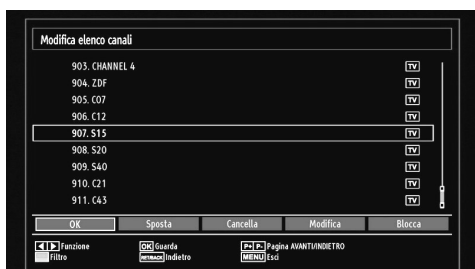 Modifica elenco canali
903. CHANNEL 4 TV
904. ZDF TV
905. C07 TV
906. C12 TV
907. S15 TV
908. S20 TV
909. S40 TV
910. C21 TV
911. C43 TV
OK Sposta Cancella Modifica Blocca
Funzione OK Guarda P+ P- Pagina AVANTI/INDIETRO
Filtro Indietro MENU Esci